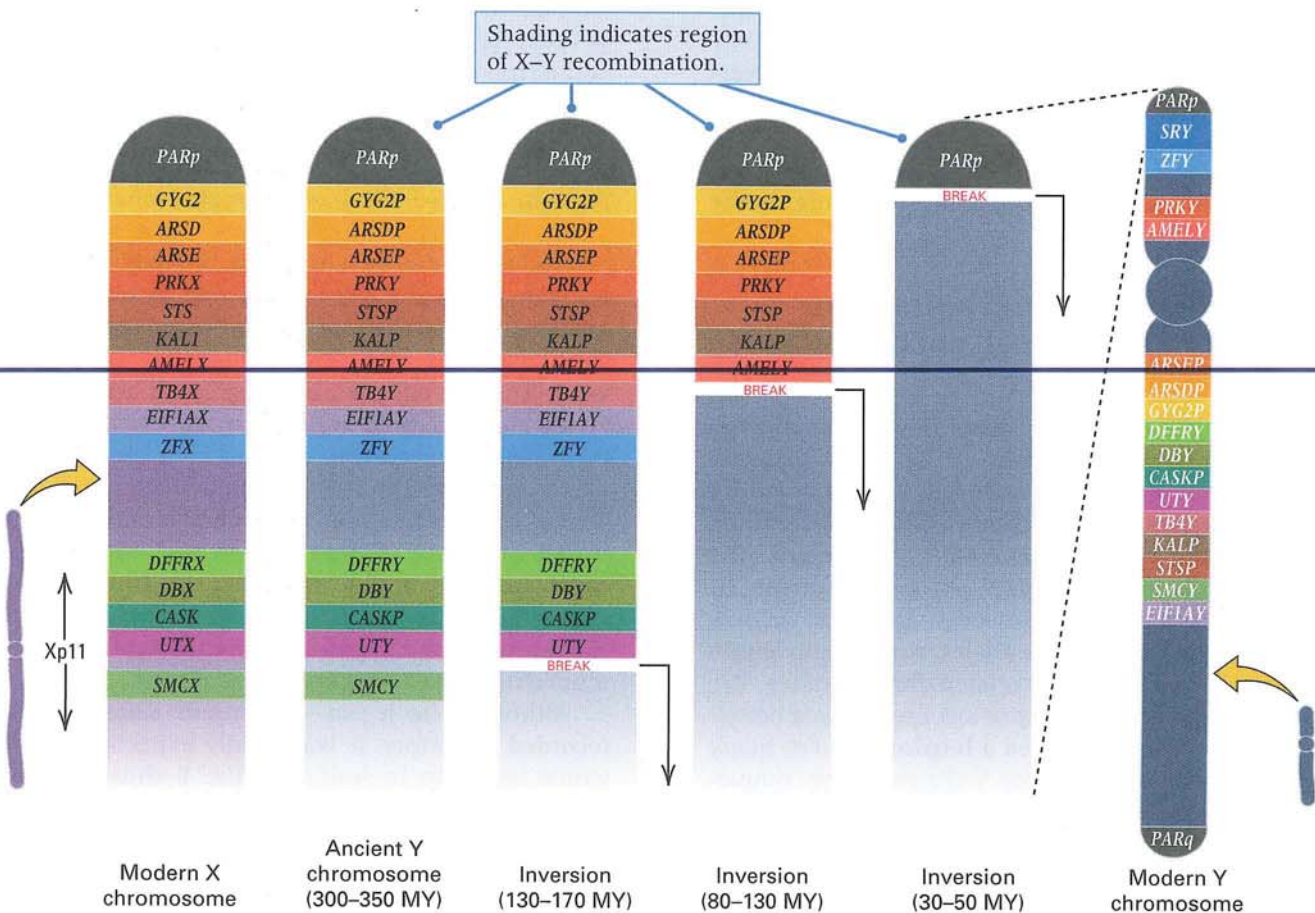 Shading indicates region
of X–Y recombination.
PARp
GYG2
ARSD
ARSE
PRKX
STS
KAL1
AMELX
TB4X
EIF1AX
ZFX
DFFRX
DBX
CASK
UTX
SMCX
Xp11
Modern X
chromosome
PARp
GYG2P
ARSDP
ARSEP
PRKY
STSP
KALP
AMELY
TB4Y
EIF1AY
ZFY
DFFRY
DBY
CASKP
UTY
SMCY
Ancient Y
chromosome
(300–350 MY)
PARp
GYG2P
ARSDP
ARSEP
PRKY
STSP
KALP
AMELY
TB4Y
EIF1AY
ZFY
DFFRY
DBY
CASKP
UTY
BREAK
Inversion
(130–170 MY)
PARp
GYG2P
ARSDP
ARSEP
PRKY
STSP
KALP
AMELY
BREAK
Inversion
(80–130 MY)
PARp
BREAK
Inversion
(30–50 MY)
PARp
SRY
ZFY
PRKY
AMELY
ARSEP
ARSDP
GYG2P
DFFRY
DBY
CASKP
UTY
TB4Y
KALP
STSP
SMCY
EIF1AY
PARq
Modern Y
chromosome